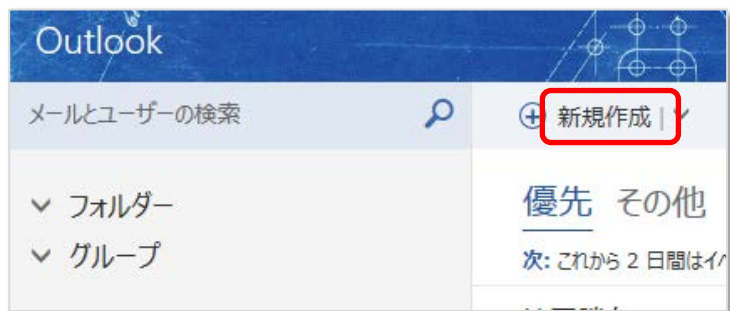 Outlook
メールとユーザーの検索
新規作成
フォルダー
グループ
優先 その他
次: これから 2 日間はイベ